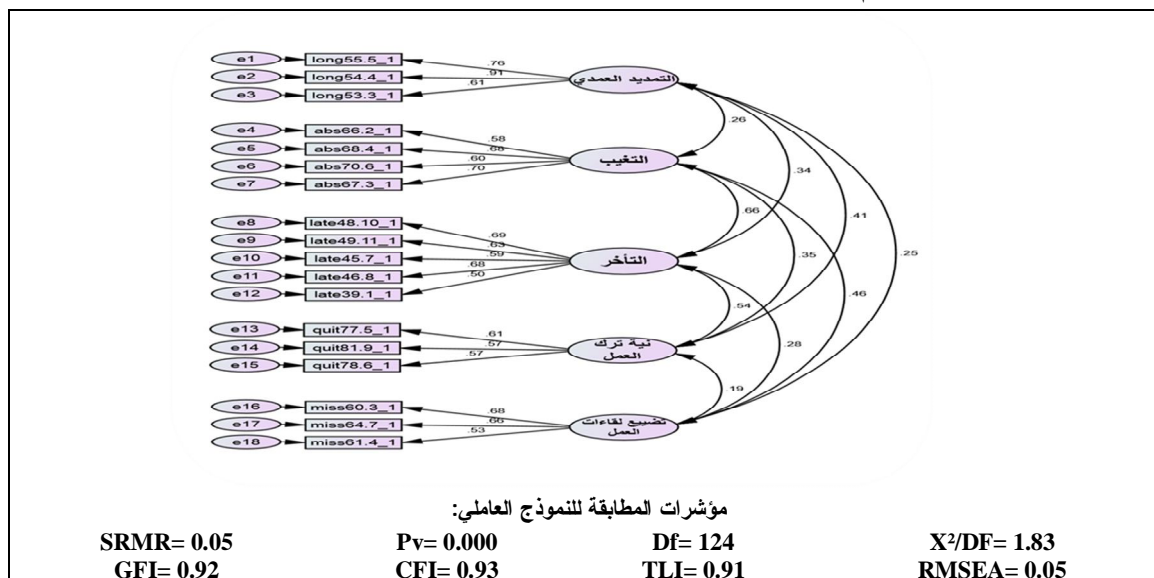 e1 long55.5_1 .76
e2 long54.4_1 .91
e3 long53.3_1 .61
التمديد العمدي
.26
e4 abs66.2_1 .58
e5 abs68.4_1 .68
e6 abs70.6_1 .60
e7 abs67.3_1 .70
التغيب
.34
.66
.41
e8 late48.10_1 .69
e9 late49.11_1 .63
e10 late45.7_1 .59
e11 late46.8_1 .68
e12 late39.1_1 .50
التأخر
.35
.25
.46
.54
.28
e13 quit77.5_1 .61
e14 quit81.9_1 .57
e15 quit78.6_1 .57
نية ترك
العمل
.19
e16 miss60.3_1 .68
e17 miss64.7_1 .66
e18 miss61.4_1 .53
تضييع لقاءات
العمل
مؤشرات المطابقة للنموذج العاملي:
SRMR= 0.05 Pv= 0.000 Df= 124 X²/DF= 1.83
GFI= 0.92 CFI= 0.93 TLI= 0.91 RMSEA= 0.05